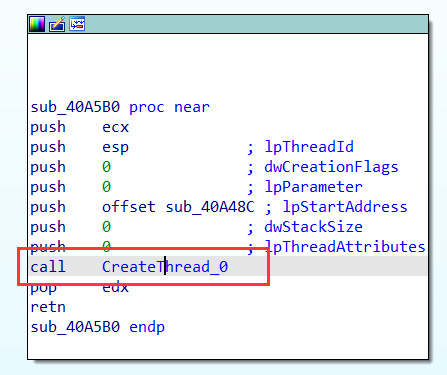 sub_40A5B0 proc near
push ecx
push esp ; lpThreadId
push 0 ; dwCreationFlags
push 0 ; lpParameter
push offset sub_40A48C ; lpStartAddress
push 0 ; dwStackSize
push 0 ; lpThreadAttributes
call CreateThread_0
pop edx
retn
sub_40A5B0 endp